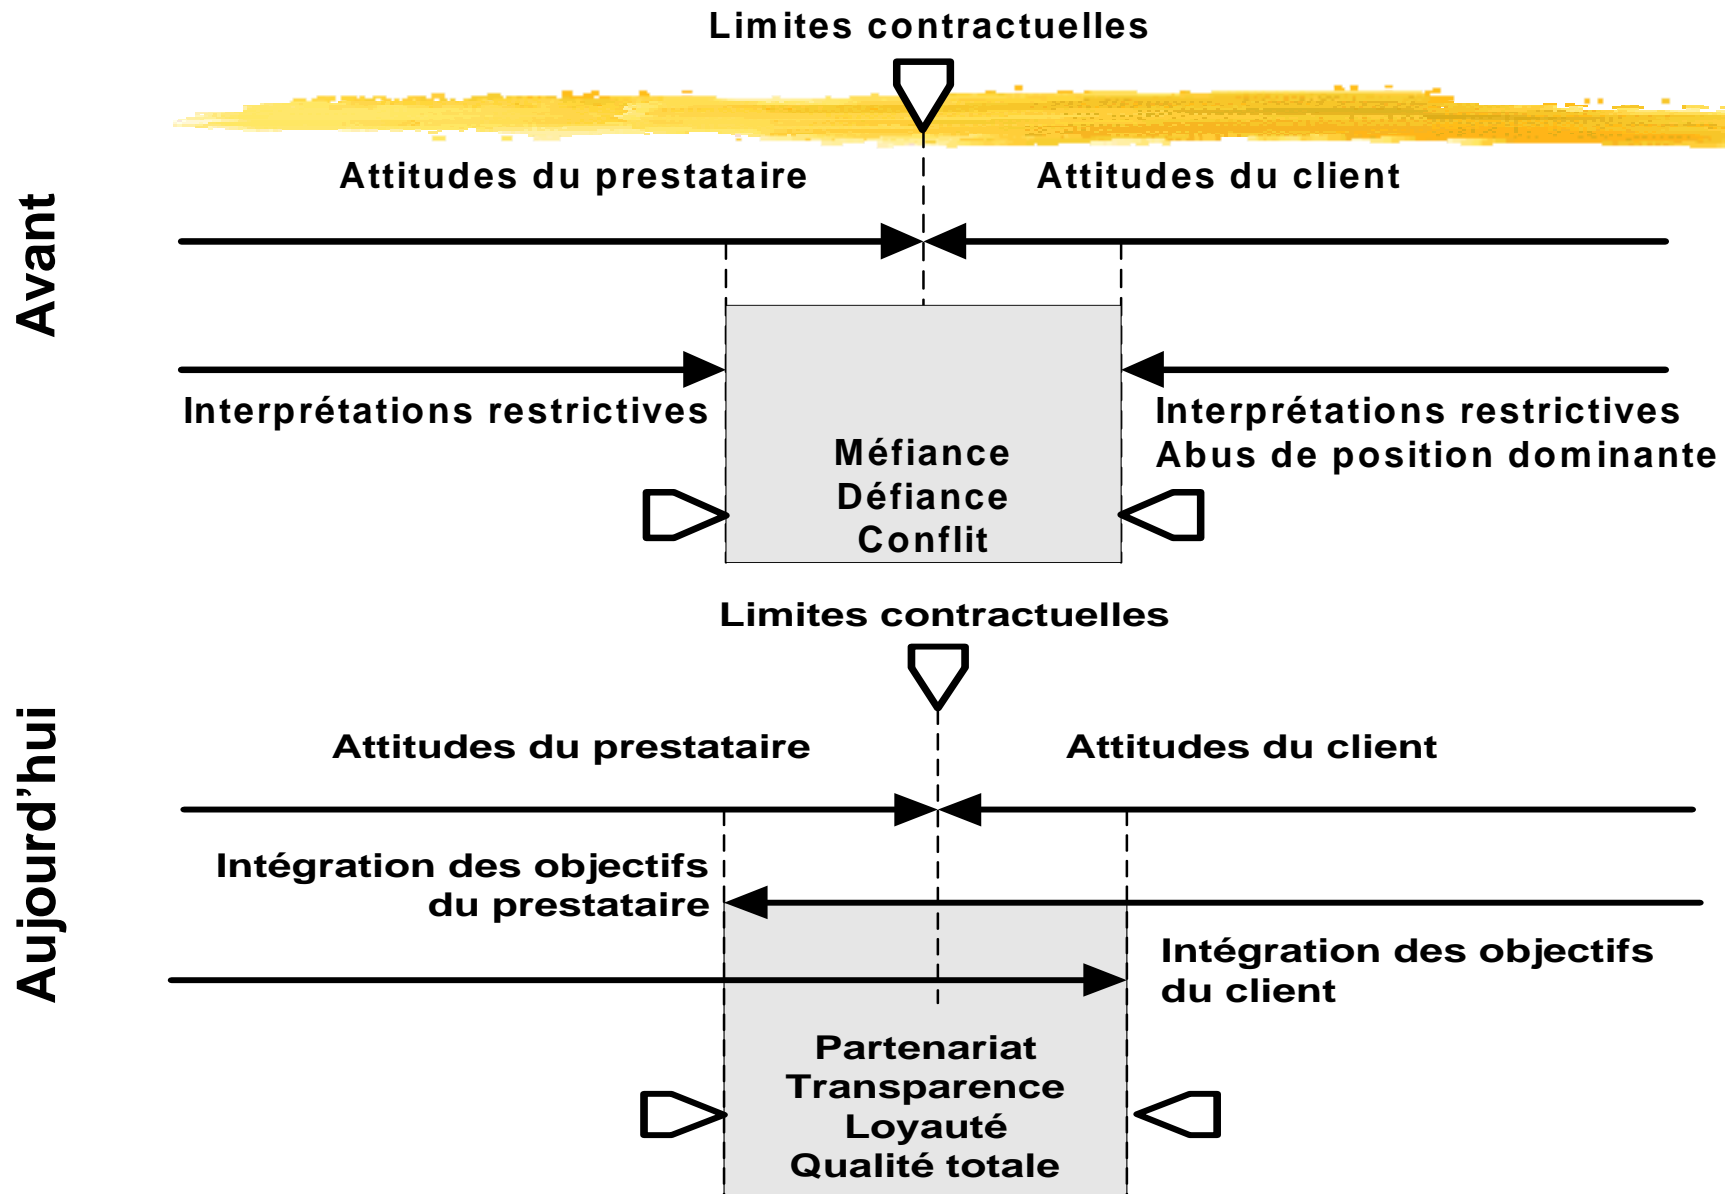 Limites contractuelles
Avant
Attitudes du prestataire
Attitudes du client
Interprétations restrictives
Interprétations restrictives
Abus de position dominante
Méfiance
Défiance
Conflit
Aujourd’hui
Limites contractuelles
Attitudes du prestataire
Attitudes du client
Intégration des objectifs
du prestataire
Intégration des objectifs
du client
Partenariat
Transparence
Loyauté
Qualité totale